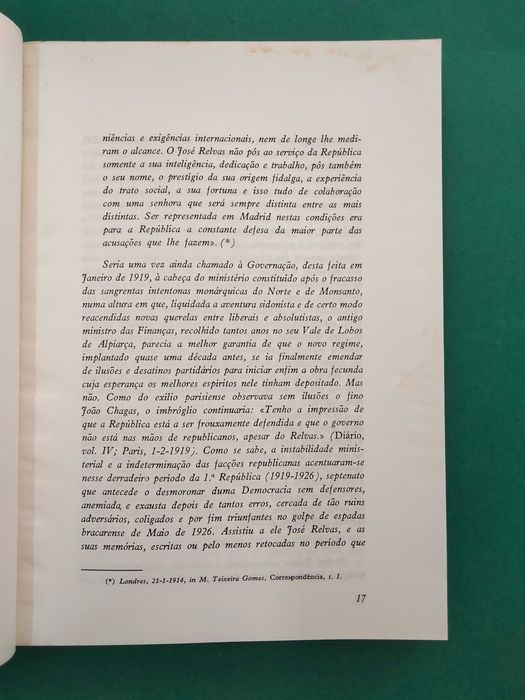 niências e exigências internacionais, nem de longe lhe medi-
ram o alcance. O José Relvas não pôs ao serviço da República
somente a sua inteligência, dedicação e trabalho, pôs também
o seu nome, o prestígio da sua origem fidalga, a experiência
do trato social, a sua fortuna e isso tudo de colaboração
com uma senhora que será sempre distinta entre as mais
distintas. Ser representada em Madrid nestas condições era
para a República a constante defesa da maior parte das
acusações que lhe fazem». (*)
Seria uma vez ainda chamado à Governação, desta feita em
Janeiro de 1919, à cabeça do ministério constituído após o fracasso
das sangrentas intentonas monárquicas do Norte e de Monsanto,
numa altura em que, liquidada a aventura sidonista e de certo modo
reacendidas novas querelas entre liberais e absolutistas, o antigo
ministro das Finanças, recolhido tantos anos no seu Vale de Lobos
de Alpiarça, parecia a melhor garantia de que o novo regime,
implantado quase uma década antes, se ia finalmente emendar
de ilusões e desatinos partidários para iniciar enfim a obra fecunda
cuja esperança os melhores espíritos nele tinham depositado. Mas
não. Como do exílio parisiense observava sem ilusões o fino
João Chagas, o imbróglio continuaria: «Tenho a impressão de
que a República está a ser frouxamente defendida e que o governo
não está nas mãos de republicanos, apesar do Relvas.» (Diário,
vol. IV; Paris, 1-2-1919). Como se sabe, a instabilidade minis-
terial e a indeterminação das facções republicanas acentuaram-se
nesse derradeiro período da 1.ª República (1919-1926), septenato
que antecede o desmoronar duma Democracia sem defensores,
anemiada, e exausta depois de tantos erros, cercada de tão ruins
adversários, coligados e por fim triunfantes no golpe de espadas
bracarense de Maio de 1926. Assistiu a ele José Relvas, e as
suas memórias, escritas ou pelo menos retocadas no período que
(*) Londres, 21-1-1914, in M. Teixeira Gomes, Correspondência, t. I.
17